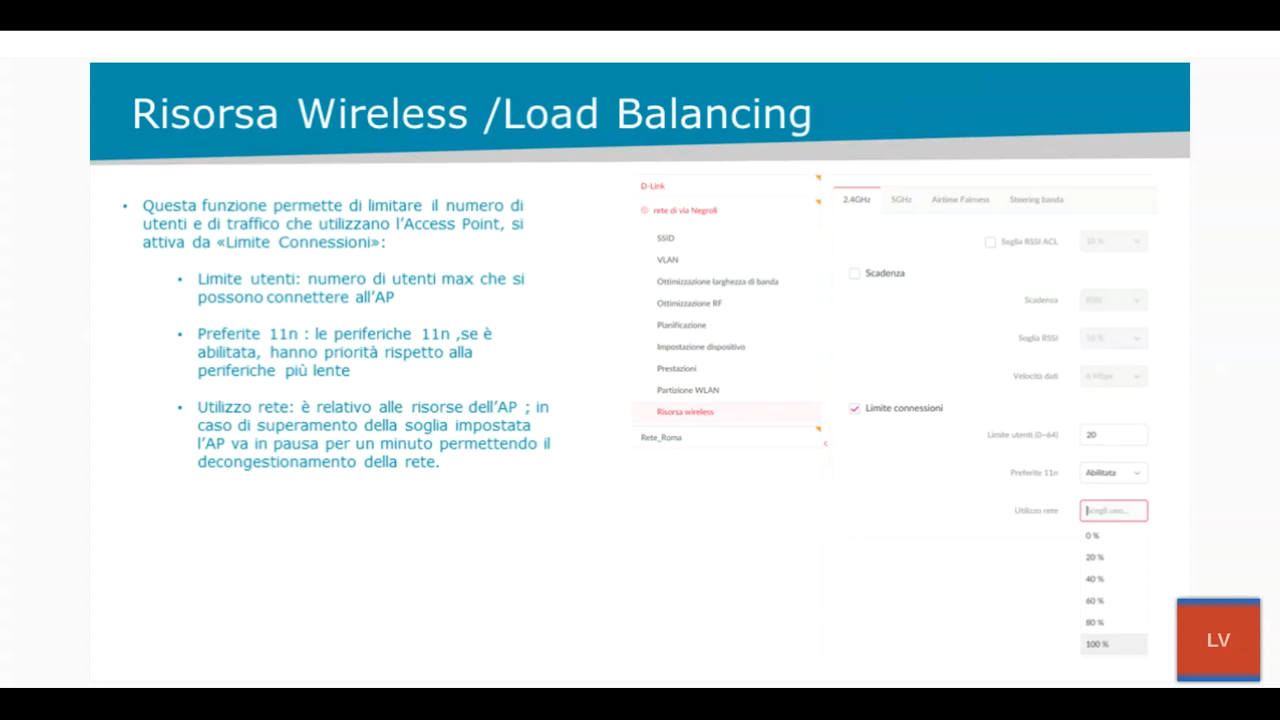 Risorsa Wireless /Load Balancing
• Questa funzione permette di limitare il numero di
utenti e di traffico che utilizzano l'Access Point, si
attiva da «Limite Connessioni»:
• Limite utenti: numero di utenti max che si
possono connettere all'AP
• Preferite 11n : le periferiche 11n ,se è
abilitata, hanno priorità rispetto alla
periferiche più lente
• Utilizzo rete: è relativo alle risorse dell'AP ; in
caso di superamento della soglia impostata
l'AP va in pausa per un minuto permettendo il
decongestionamento della rete.
D-Link
rete di via Negroli
SSID
VLAN
Ottimizzazione larghezza di banda
Ottimizzazione RF
Planificazione
Impostazione dispositivo
Prestazioni
Partizione WLAN
Risorsa wireless
Rete_Roma
2.4GHz 5GHz Airtime Fairness Steering banda
Soglia RSSI ACL 10 %
Scadenza
Scadenza RSSI
Soglia RSSI 10 %
Velocità dati 6 Mbps
Limite connessioni
Limite utenti (0~64) 20
Preferite 11n Abilitata
Utilizzo rete Scegli uno...
0 %
20 %
40 %
60 %
80 %
100 %
LV